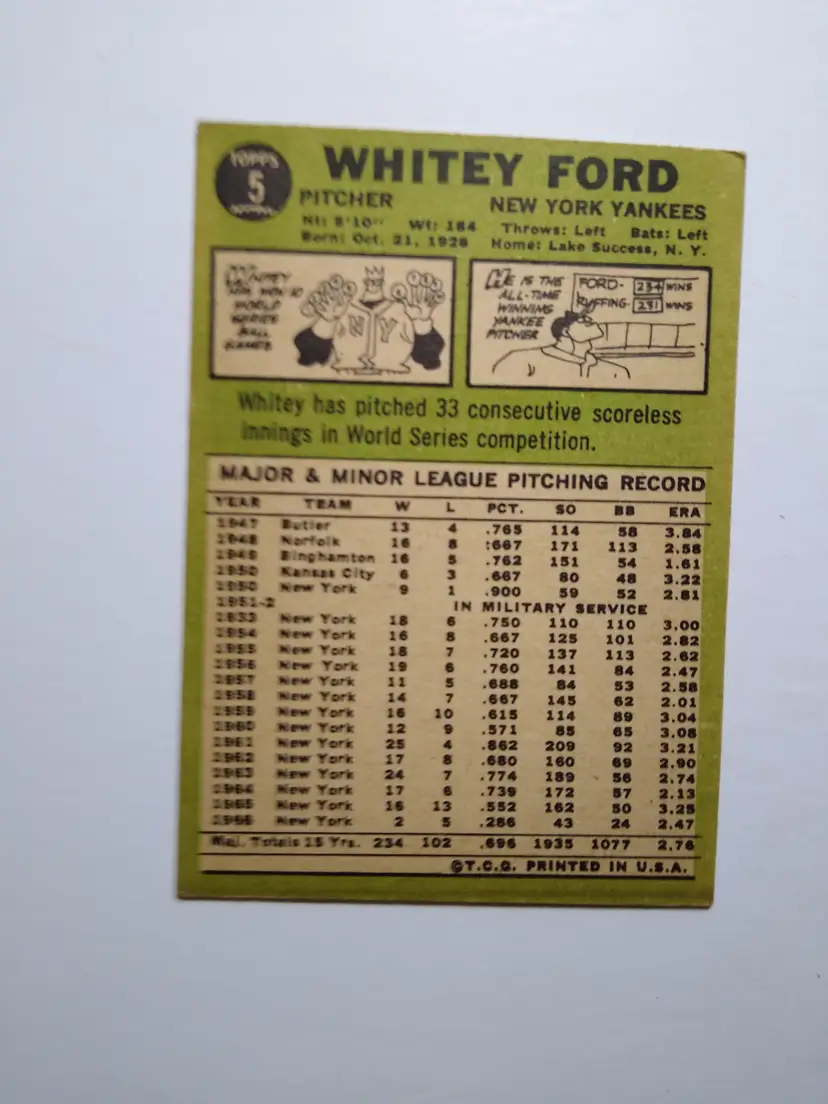 TOPPS
5
WHITEY FORD
PITCHER NEW YORK YANKEES
Ht: 5'10" Wt: 184 Throws: Left Bats: Left
Born: Oct. 21, 1928 Home: Lake Success, N. Y.
WHITEY
HAS WON 10
WORLD
SERIES
BALL
GAMES
NY
HE IS THE
ALL-TIME
WINNING
YANKEE
PITCHER
FORD- 234 WINS
RUFFING- 231 WINS
Whitey has pitched 33 consecutive scoreless
innings in World Series competition.
MAJOR & MINOR LEAGUE PITCHING RECORD
YEAR TEAM W L PCT. SO BB ERA
1947 Butler 13 4 .765 114 58 3.84
1948 Norfolk 16 8 :667 171 113 2.58
1949 Binghamton 16 5 .762 151 54 1.61
1950 Kansas City 6 3 .667 80 48 3.22
1950 New York 9 1 .900 59 52 2.81
1951-2 IN MILITARY SERVICE
1953 New York 18 6 .750 110 110 3.00
1954 New York 16 8 .667 125 101 2.82
1955 New York 18 7 .720 137 113 2.62
1956 New York 19 6 .760 141 84 2.47
1957 New York 11 5 .688 84 53 2.58
1958 New York 14 7 .667 145 62 2.01
1959 New York 16 10 .615 114 89 3.04
1960 New York 12 9 .571 85 65 3.08
1961 New York 25 4 .862 209 92 3.21
1962 New York 17 8 .680 160 69 2.90
1963 New York 24 7 .774 189 56 2.74
1964 New York 17 6 .739 172 57 2.13
1965 New York 16 13 .552 162 50 3.25
1966 New York 2 5 .286 43 24 2.47
Maj. Totals 15 Yrs. 234 102 .696 1935 1077 2.76
©T.C.G. PRINTED IN U.S.A.